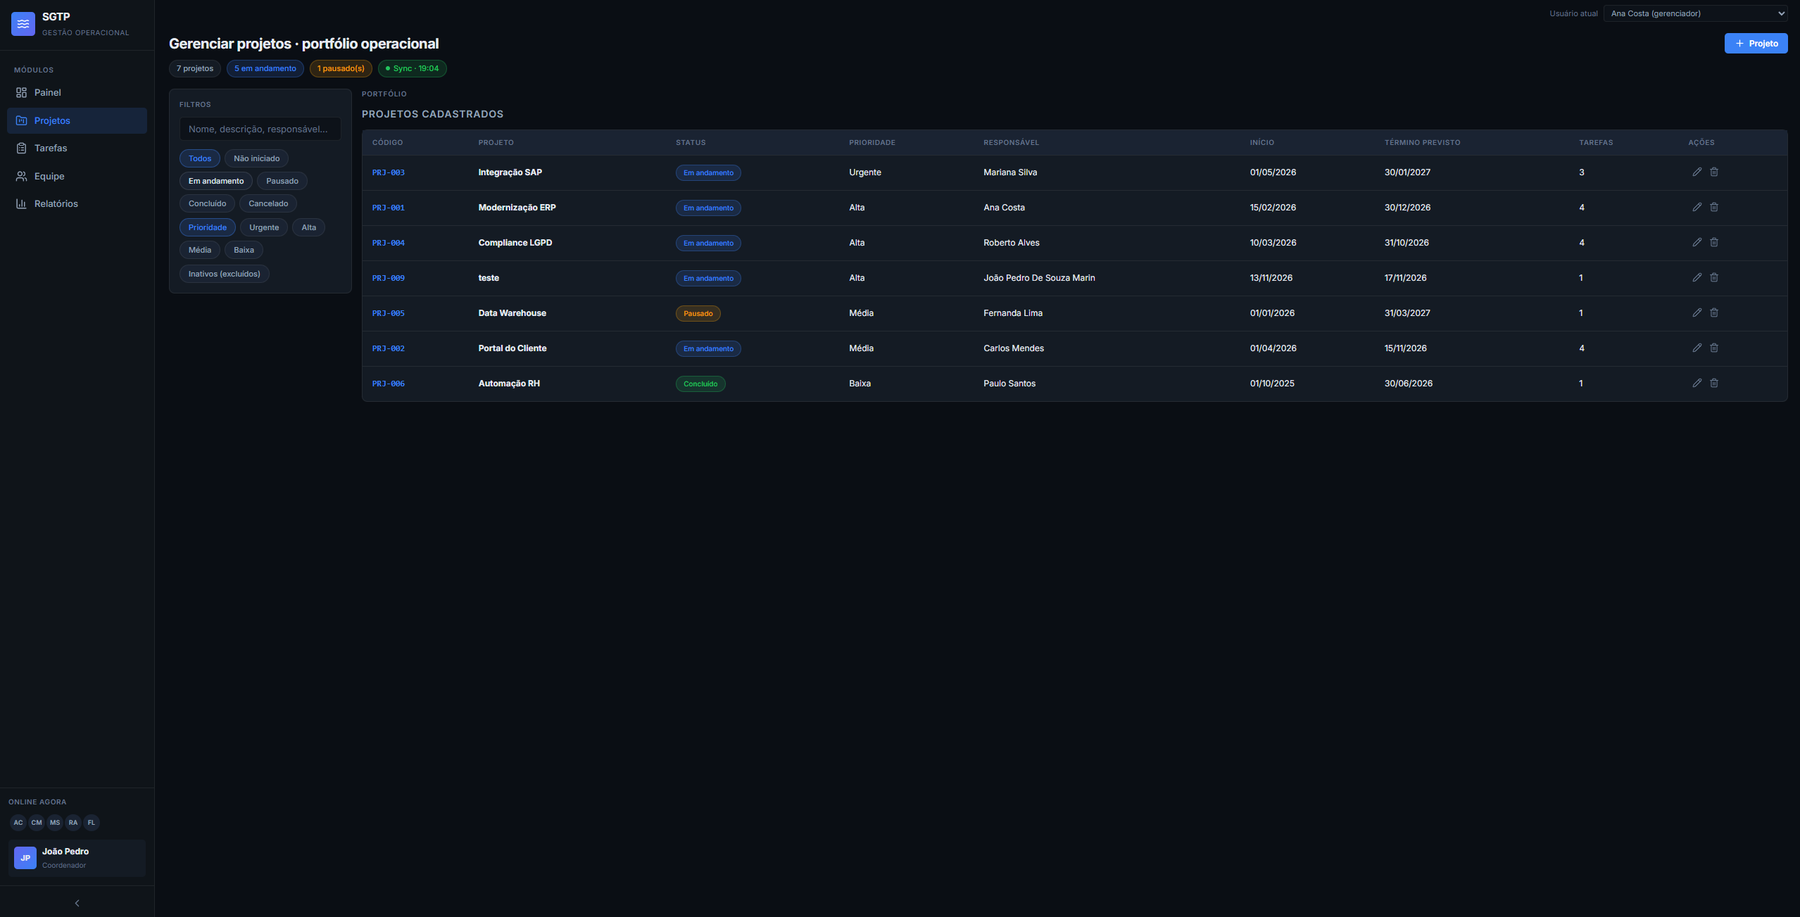 SGTP
GESTÃO OPERACIONAL
MÓDULOS
Painel
Projetos
Tarefas
Equipe
Relatórios
ONLINE AGORA
AC CM MS RA FL
JP
João Pedro
Coordenador
Usuário atual Ana Costa (gerenciador)
Gerenciar projetos · portfólio operacional
+ Projeto
7 projetos 5 em andamento 1 pausado(s) Sync · 19:04
FILTROS
Nome, descrição, responsável...
Todos Não iniciado
Em andamento Pausado
Concluído Cancelado
Prioridade Urgente Alta
Média Baixa
Inativos (excluídos)
PORTFÓLIO
PROJETOS CADASTRADOS
CÓDIGO PROJETO STATUS PRIORIDADE RESPONSÁVEL INÍCIO TÉRMINO PREVISTO TAREFAS AÇÕES
PRJ-003 Integração SAP Em andamento Urgente Mariana Silva 01/05/2026 30/01/2027 3
PRJ-001 Modernização ERP Em andamento Alta Ana Costa 15/02/2026 30/12/2026 4
PRJ-004 Compliance LGPD Em andamento Alta Roberto Alves 10/03/2026 31/10/2026 4
PRJ-009 teste Em andamento Alta João Pedro De Souza Marin 13/11/2026 17/11/2026 1
PRJ-005 Data Warehouse Pausado Média Fernanda Lima 01/01/2026 31/03/2027 1
PRJ-002 Portal do Cliente Em andamento Média Carlos Mendes 01/04/2026 15/11/2026 4
PRJ-006 Automação RH Concluído Baixa Paulo Santos 01/10/2025 30/06/2026 1